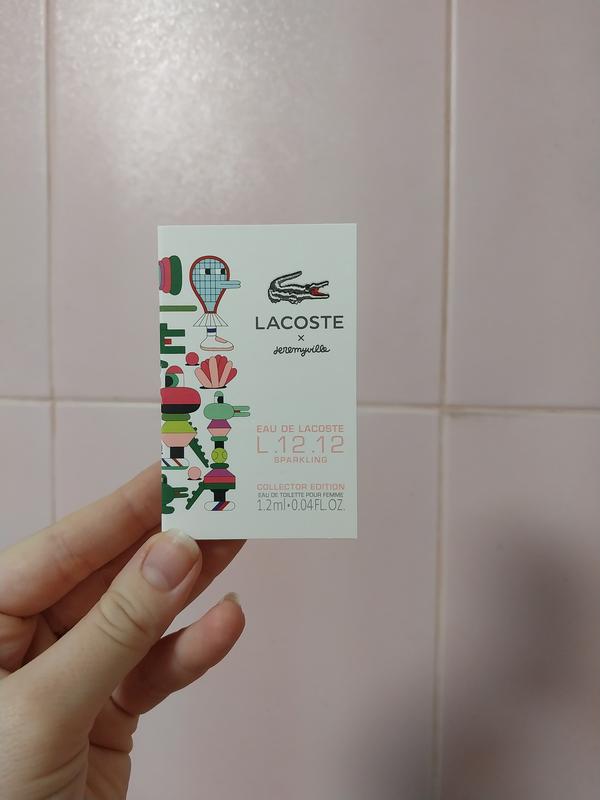 LACOSTE
x
jeremyville
EAU DE LACOSTE
L.12.12
SPARKLING
COLLECTOR EDITION
EAU DE TOILETTE POUR FEMME
1.2ml•0.04FL.OZ.